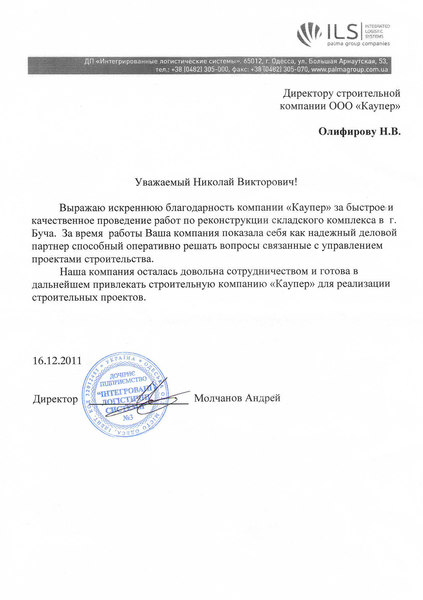 ILS
INTEGRATED
LOGISTIC
SYSTEMS
palma group companies
ДП «Интегрированные логистические системы». 65012, г. Одесса, ул. Большая Арнаутская, 53,
тел.: +38 (0482) 305-000, факс: +38 (0482) 305-070, www.palmagroup.com.ua
Директору строительной
компании ООО «Каупер»
Олифирову Н.В.
Уважаемый Николай Викторович!
Выражаю искреннюю благодарность компании «Каупер» за быстрое и
качественное проведение работ по реконструкции складского комплекса в г.
Буча. За время работы Ваша компания показала себя как надежный деловой
партнер способный оперативно решать вопросы связанные с управлением
проектами строительства.
Наша компания осталась довольна сотрудничеством и готова в
дальнейшем привлекать строительную компанию «Каупер» для реализации
строительных проектов.
16.12.2011
Директор Молчанов Андрей
УКРАЇНА
ДОЧІРНЄ
ПІДПРИЄМСТВО
"ІНТЕГРОВАНІ
ЛОГІСТИЧНІ
СИСТЕМИ"
№3